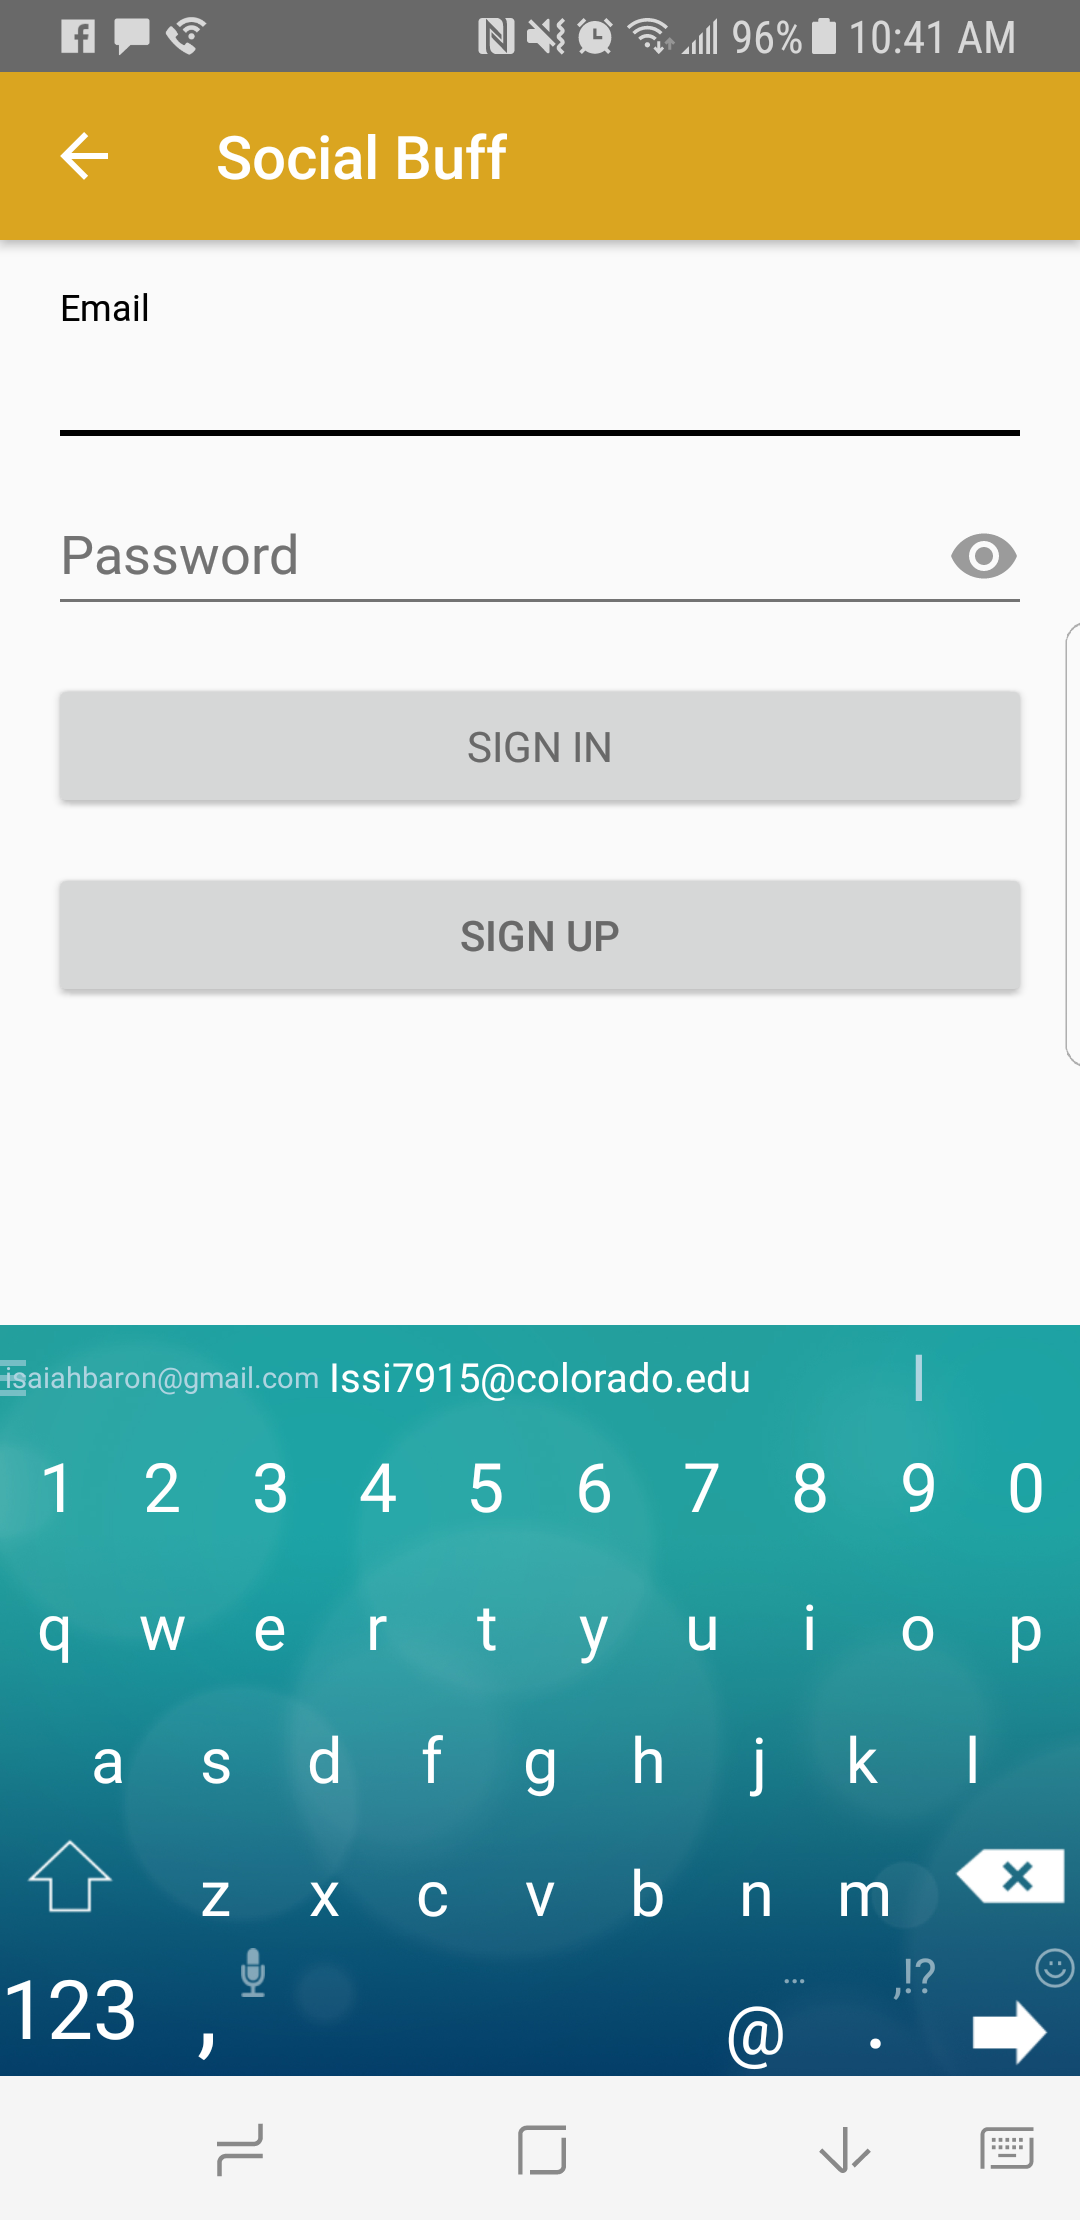 96% 10:41 AM
Social Buff
Email
Password
SIGN IN
SIGN UP
isaiahbaron@gmail.com Issi7915@colorado.edu |
1 2 3 4 5 6 7 8 9 0
q w e r t y u i o p
a s d f g h j k l
z x c v b n m
... ,!?
123 , @ .